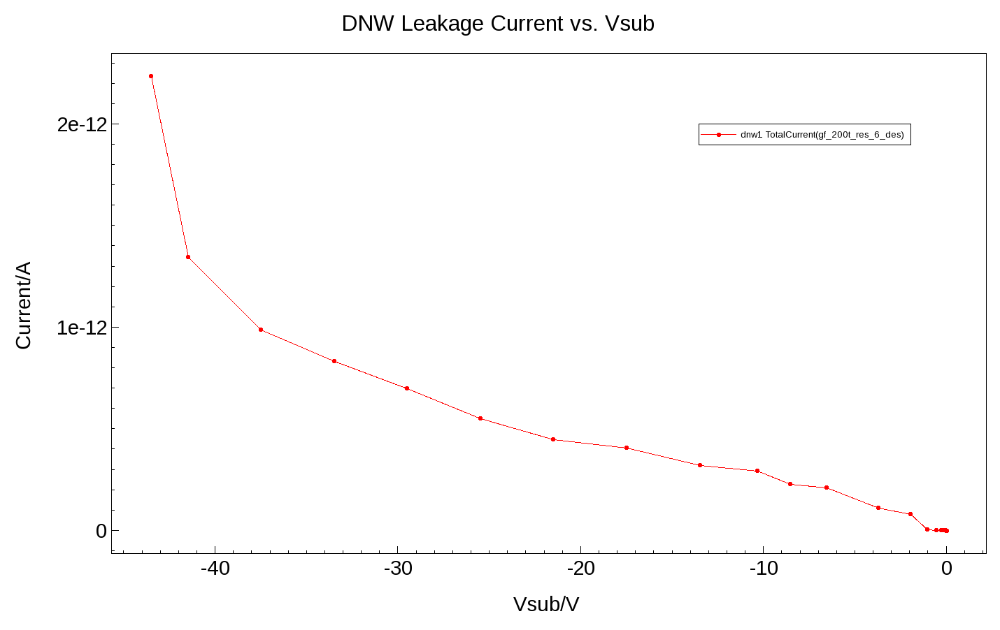 DNW Leakage Current vs. Vsub
2e-12
dnw1 TotalCurrent(gf_200t_res_6_des)
Current/A
1e-12
0
-40 -30 -20 -10 0
Vsub/V